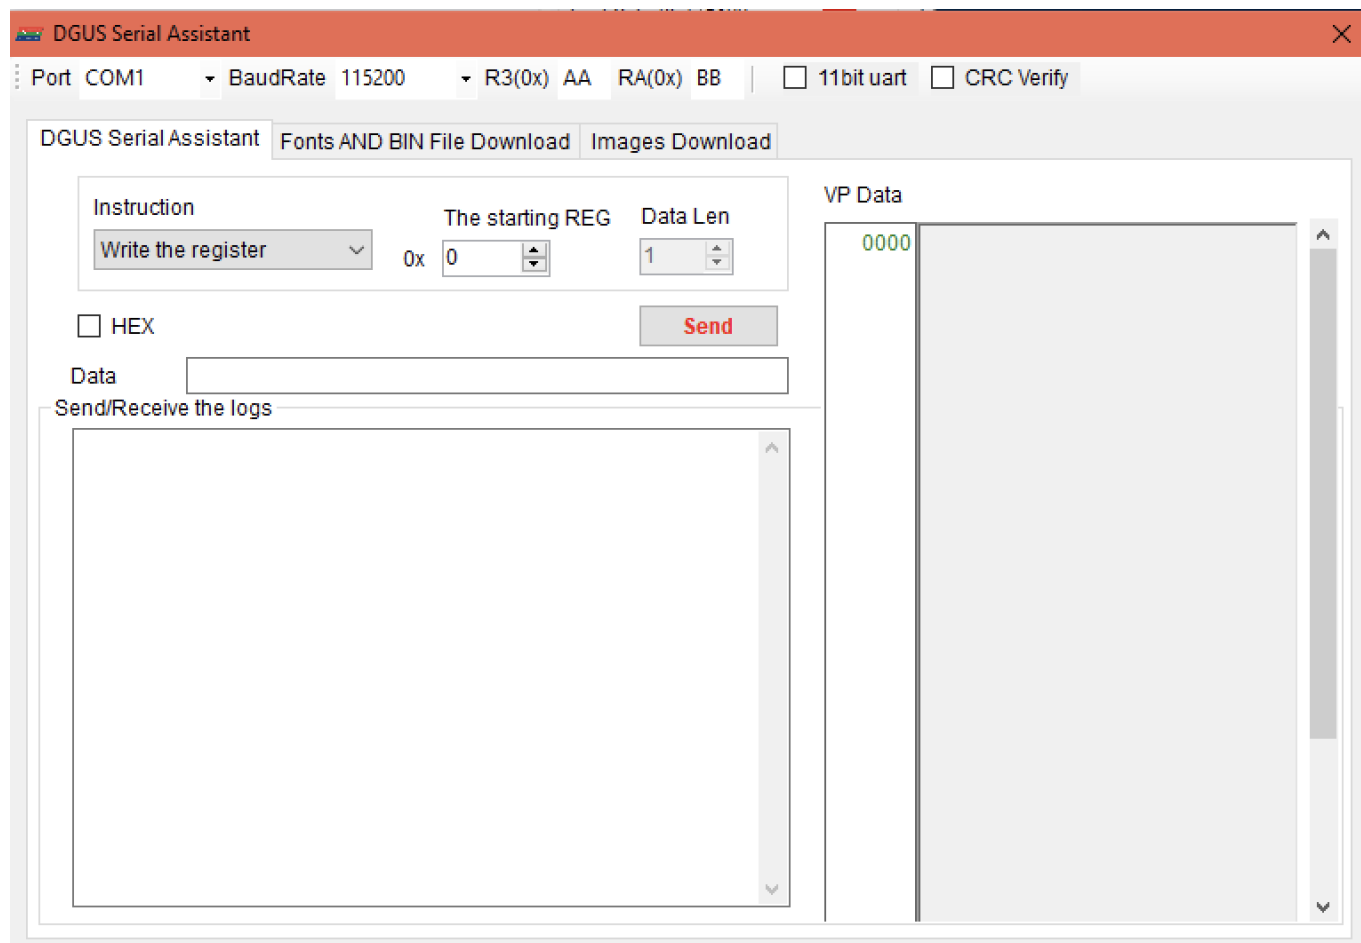 DGUS Serial Assistant
Port COM1 BaudRate 115200 R3(0x) AA RA(0x) BB 11bit uart CRC Verify
DGUS Serial Assistant Fonts AND BIN File Download Images Download
Instruction The starting REG Data Len
Write the register 0x 0 1
HEX Send
Data
Send/Receive the logs
VP Data
0000